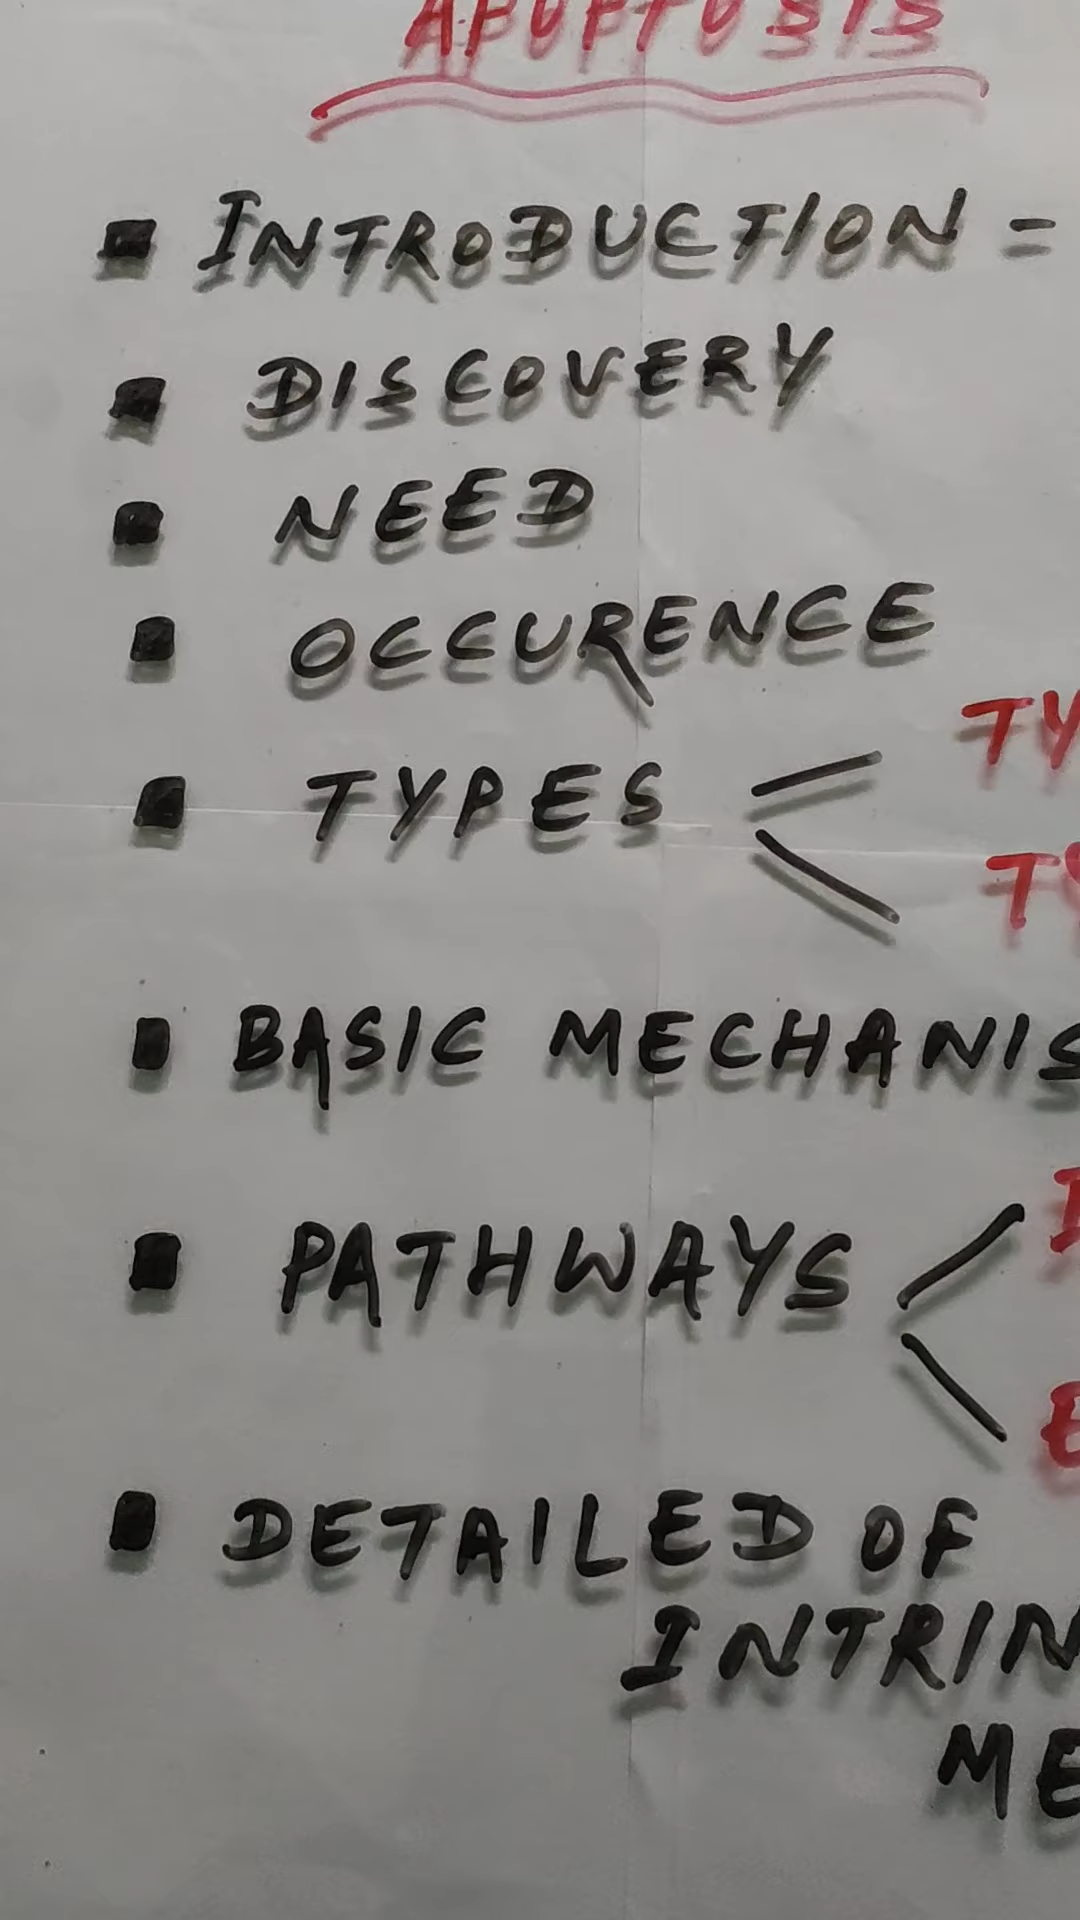 APOPTOSIS
▪ INTRODUCTION =
▪ DISCOVERY
▪ NEED
▪ OCCURENCE
▪ TYPES
▪ BASIC MECHANIS
▪ PATHWAYS
▪ DETAILED OF
INTRIN
ME